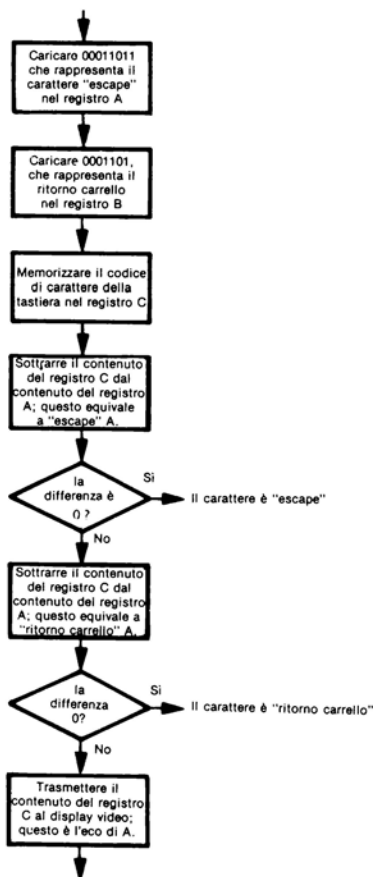 Caricaro 00011011
che rappresenta il
carattere "escape"
nel registro A
Caricare 0001101,
che rappresenta il
ritorno carrello
nel registro B
Memorizzare il codice
di carattere della
tastiera nel registro C
Sottrarre il contenuto
del registro C dal
contenuto del registro
A; questo equivale
a "escape" A.
la
differenza è
0 ?
Sì
Il carattere è "escape"
No
Sottrarre il contenuto
del registro C dal
contenuto del registro
A; questo equivale a
"ritorno carrello" A.
la
differenza
0?
Sì
Il carattere è "ritorno carrello"
No
Trasmettere il
contenuto del registro
C al display video;
questo è l'eco di A.